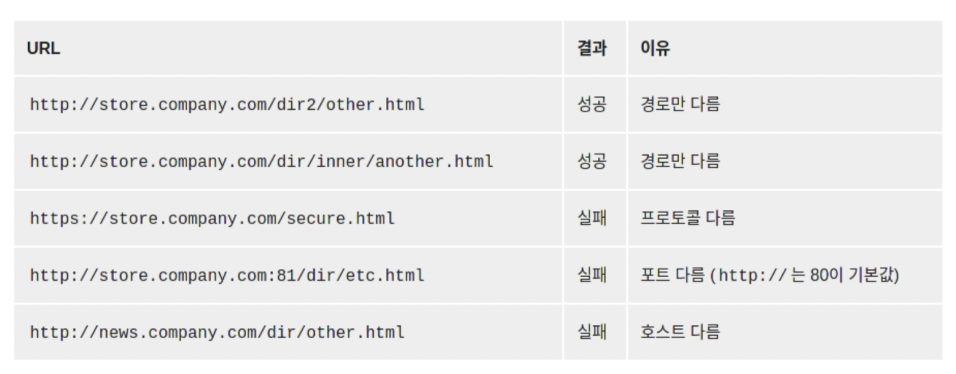 URL 결과 이유
http://store.company.com/dir2/other.html 성공 경로만 다름
http://store.company.com/dir/inner/another.html 성공 경로만 다름
https://store.company.com/secure.html 실패 프로토콜 다름
http://store.company.com:81/dir/etc.html 실패 포트 다름 (http:// 는 80이 기본값)
http://news.company.com/dir/other.html 실패 호스트 다름